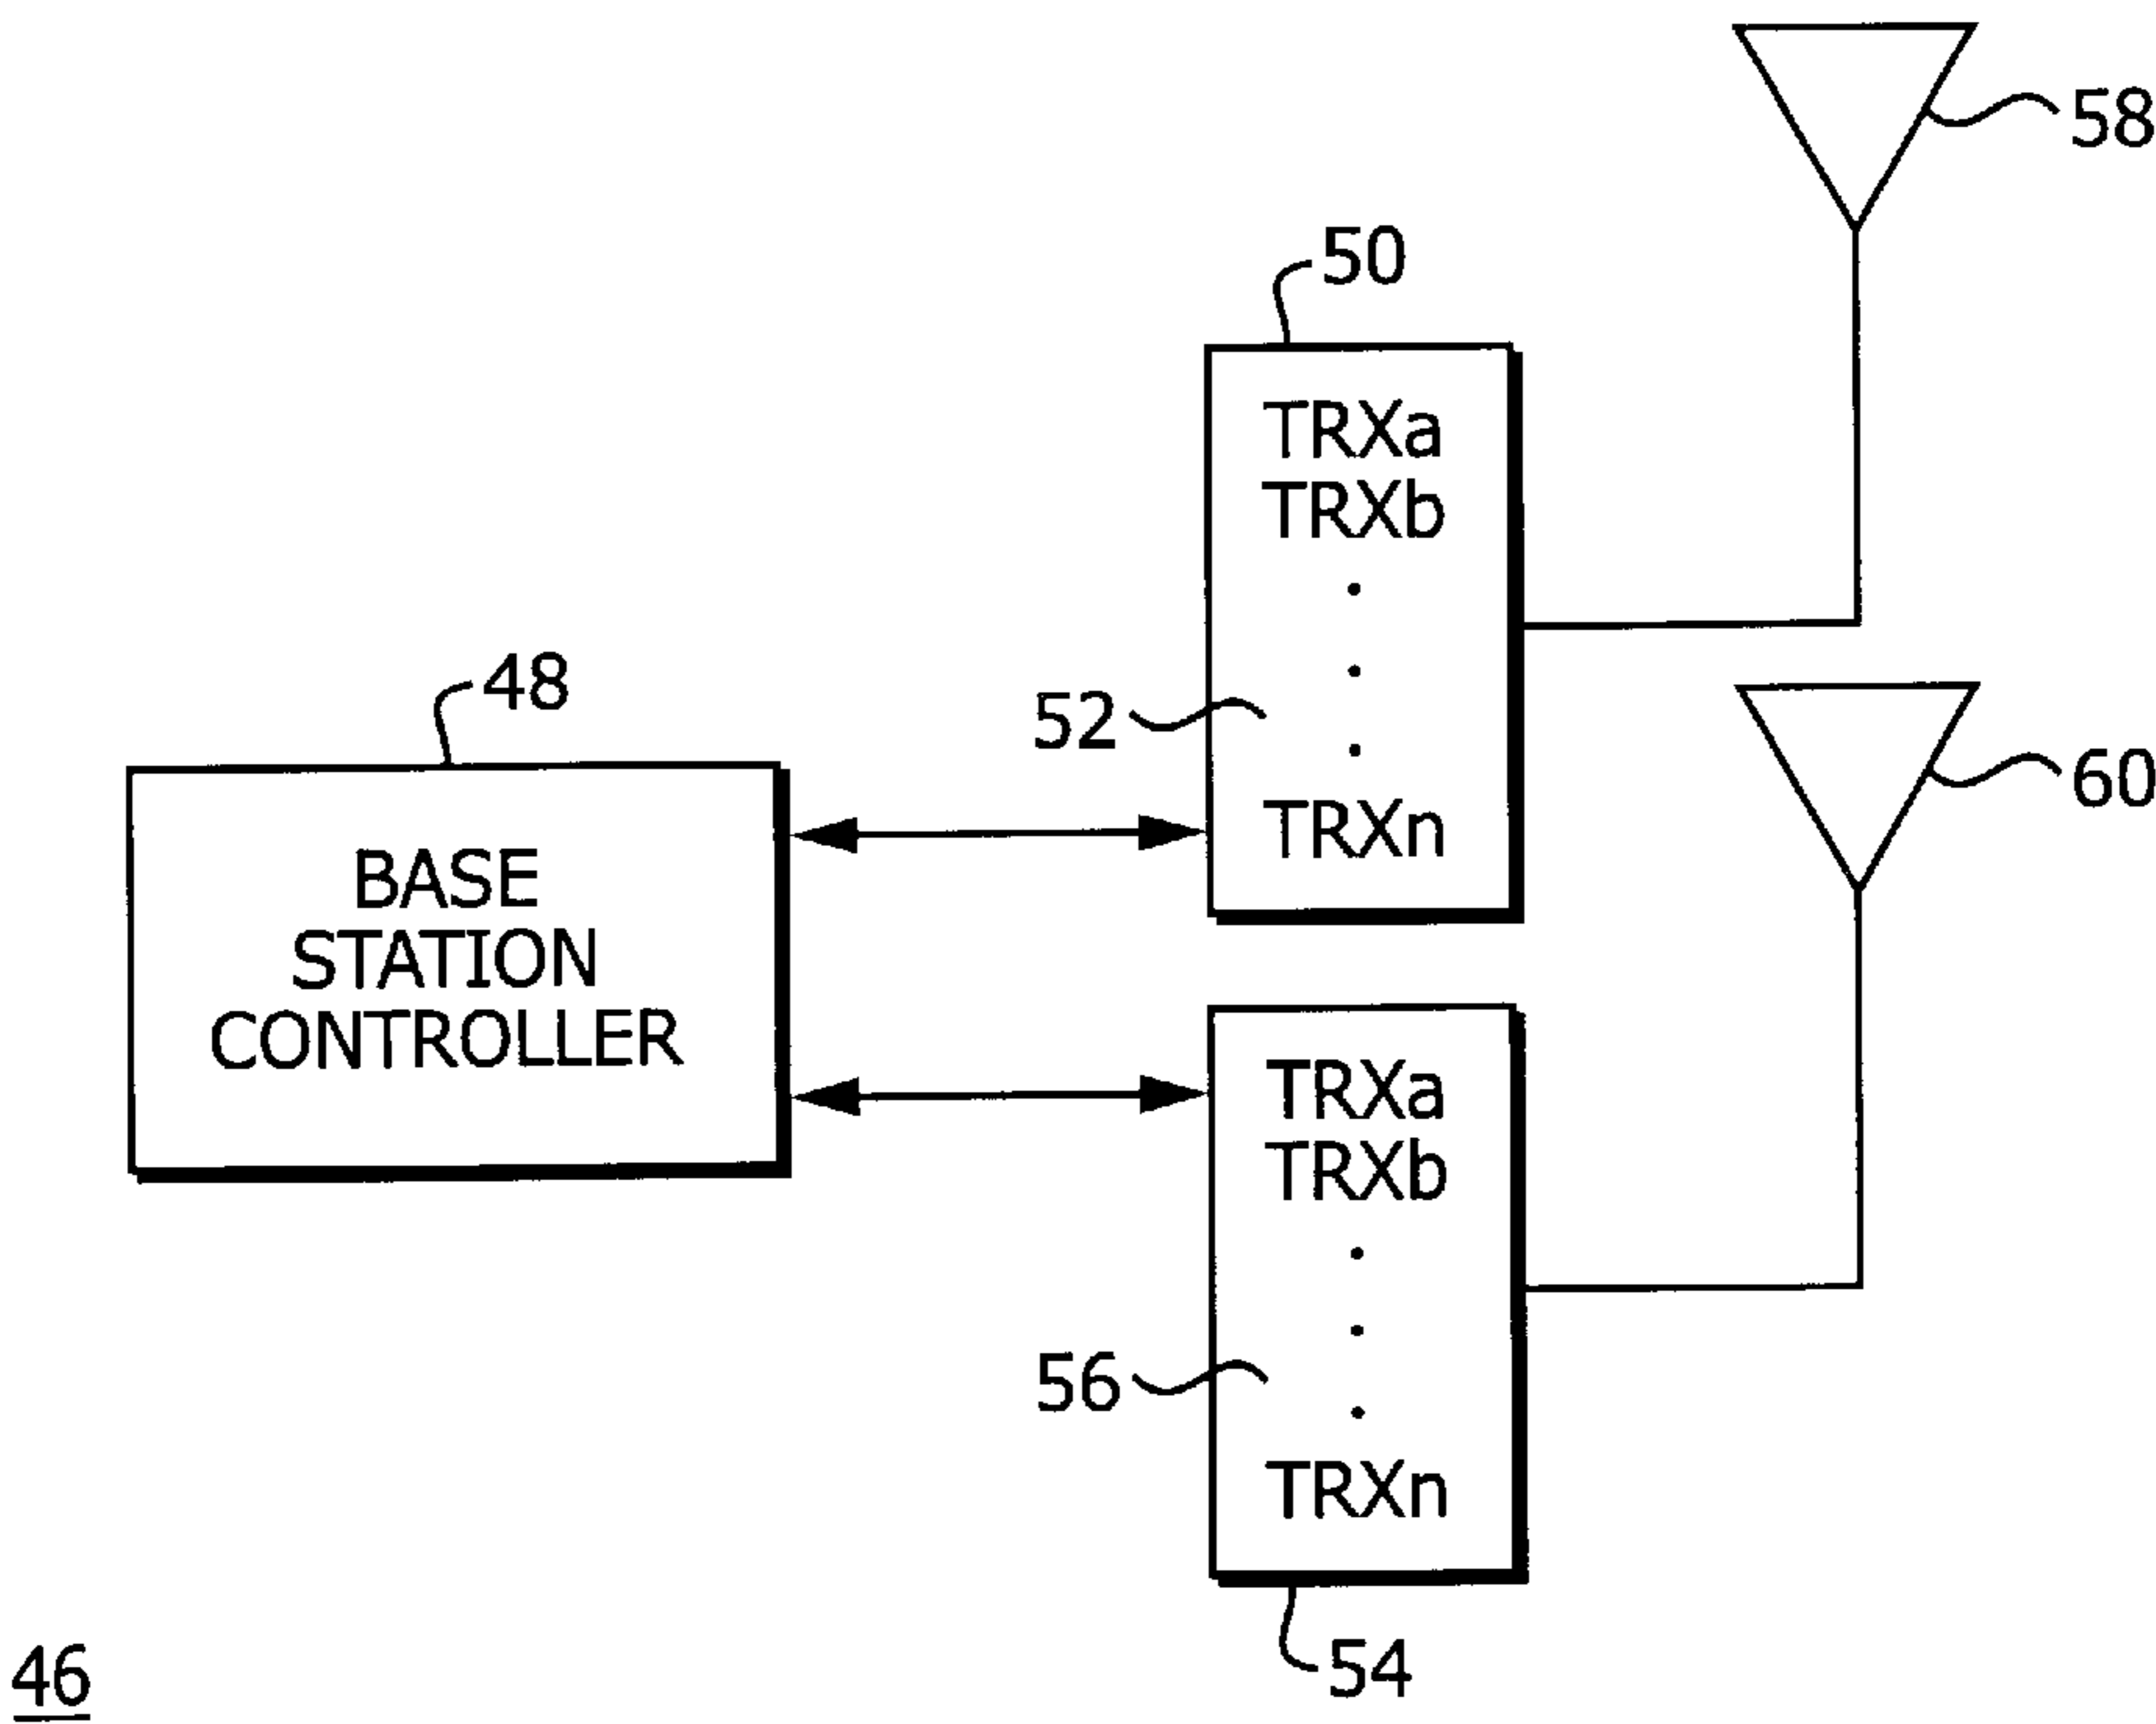 58
50
TRXa
TRXb
.
.
.
TRXn
52
48
60
BASE
STATION
CONTROLLER
TRXa
TRXb
.
.
.
TRXn
56
54
46